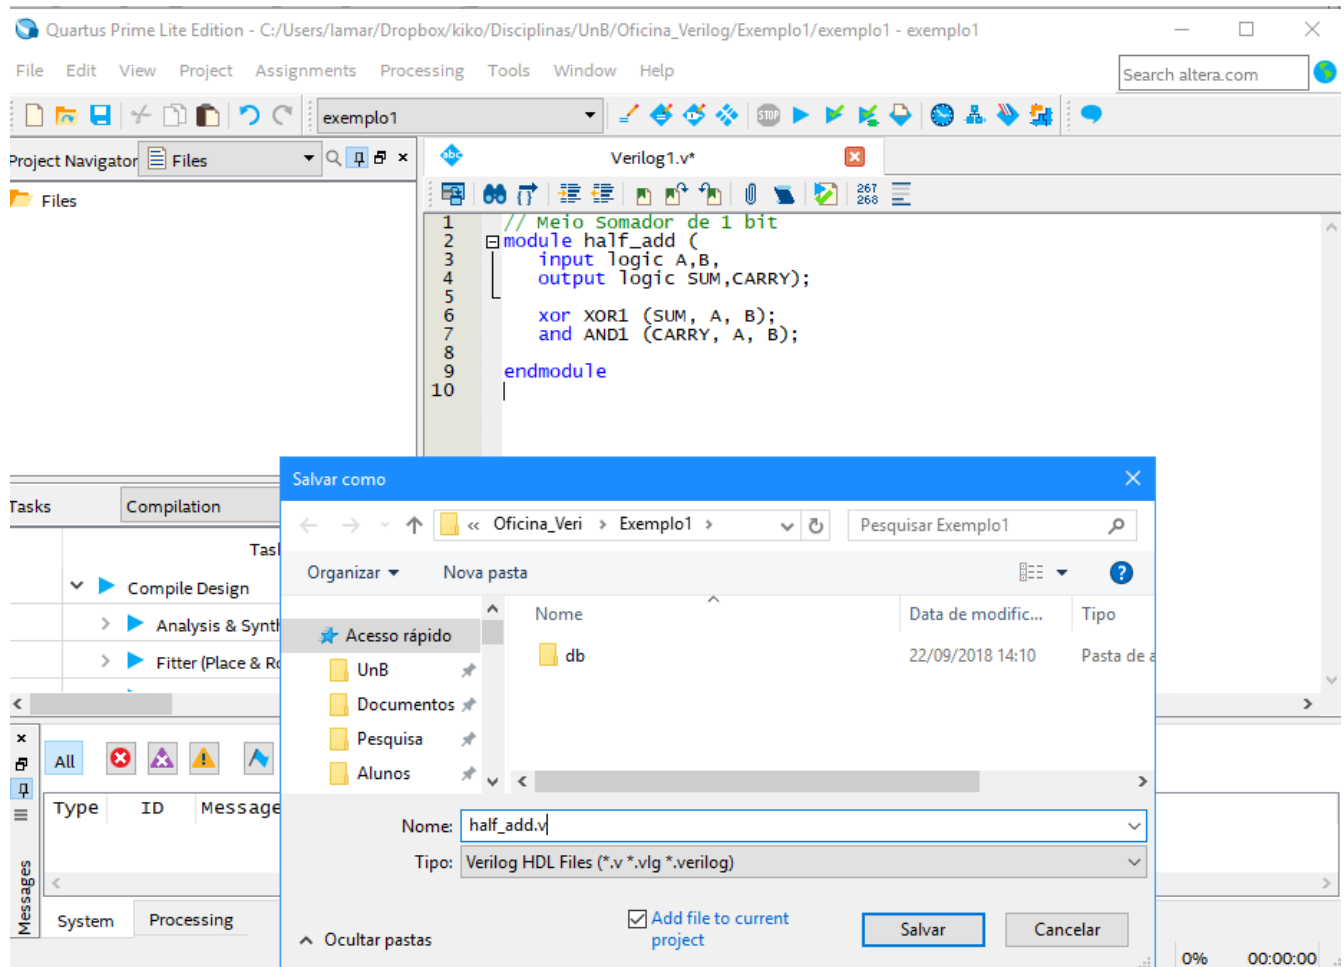 Quartus Prime Lite Edition - C:/Users/lamar/Dropbox/kiko/Disciplinas/UnB/Oficina_Verilog/Exemplo1/exemplo1 - exemplo1
File Edit View Project Assignments Processing Tools Window Help
Search altera.com
exemplo1
STOP
Project Navigator Files
abc
Verilog1.v*
267
268
Files
1 // Meio Somador de 1 bit
2 module half_add (
3 input logic A,B,
4 output logic SUM,CARRY);
5
6 xor XOR1 (SUM, A, B);
7 and AND1 (CARRY, A, B);
8
9 endmodule
10
Salvar como
Tasks Compilation
« Oficina_Veri › Exemplo1 ›
Pesquisar Exemplo1
Organizar Nova pasta
Compile Design
Analysis & Synth
Fitter (Place & Ro
Nome Data de modific... Tipo
Acesso rápido
db 22/09/2018 14:10 Pasta de a
UnB
Documentos
Pesquisa
Alunos
All
Type ID Message
Nome: half_add.v
Tipo: Verilog HDL Files (*.v *.vlg *.verilog)
Messages
System Processing
Add file to current
project
Salvar Cancelar
Ocultar pastas
0% 00:00:00